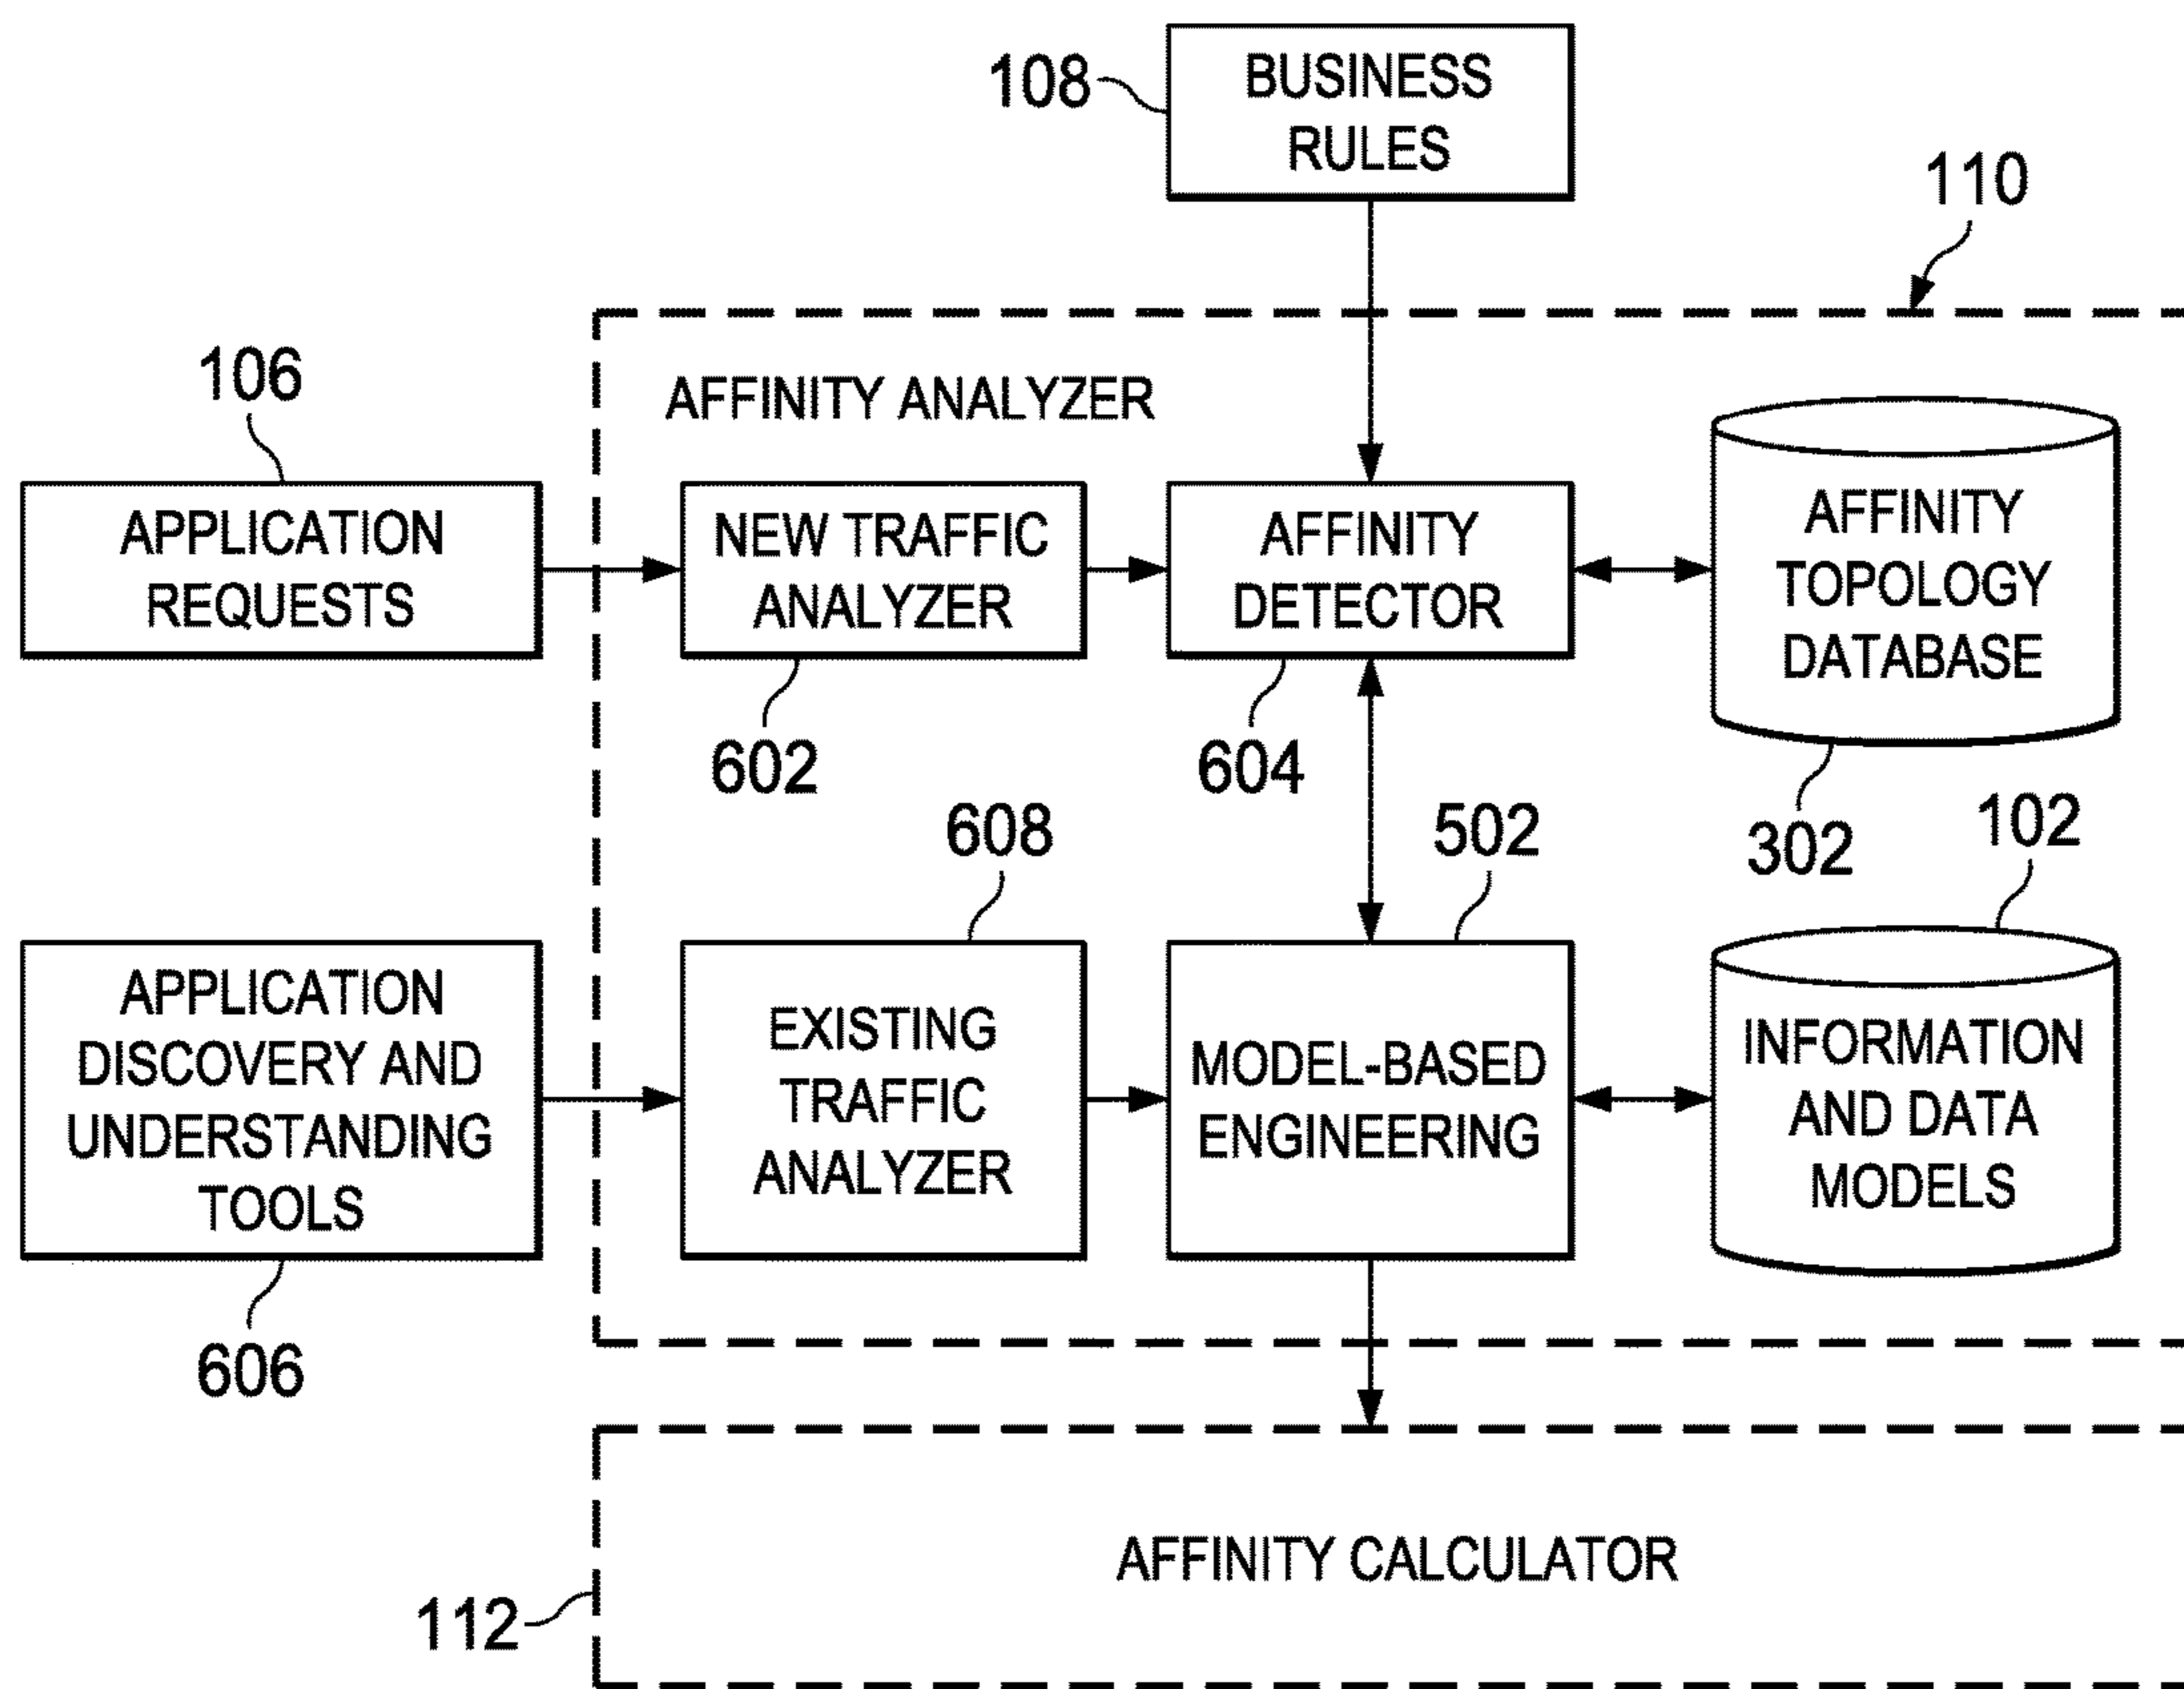 108
BUSINESS
RULES
110
106
AFFINITY ANALYZER
APPLICATION
REQUESTS
NEW TRAFFIC
ANALYZER
AFFINITY
DETECTOR
AFFINITY
TOPOLOGY
DATABASE
602
604
302
608
502
102
APPLICATION
DISCOVERY AND
UNDERSTANDING
TOOLS
EXISTING
TRAFFIC
ANALYZER
MODEL-BASED
ENGINEERING
INFORMATION
AND DATA
MODELS
606
AFFINITY CALCULATOR
112